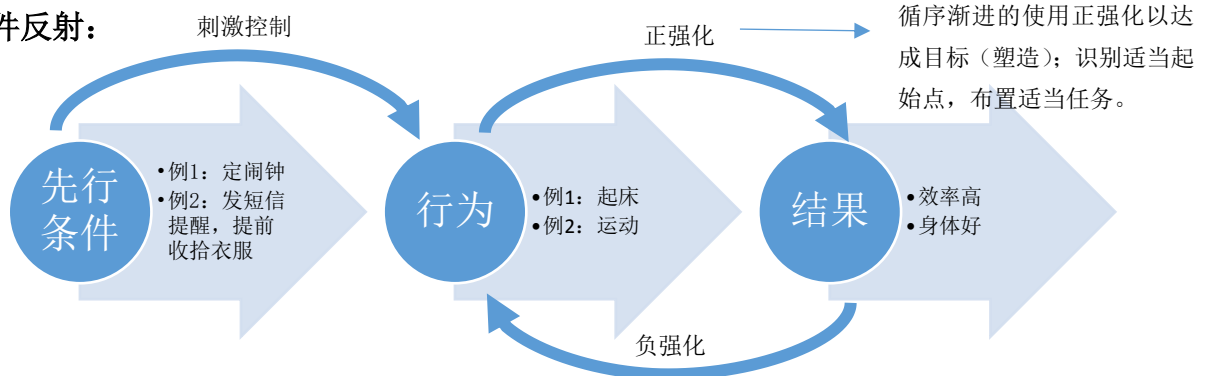 件反射：
刺激控制
正强化
循序渐进的使用正强化以达
成目标（塑造）；识别适当起
始点，布置适当任务。
先行
条件
•例1：定闹钟
•例2：发短信
提醒，提前
收拾衣服
行为
•例1：起床
•例2：运动
结果
•效率高
•身体好
负强化